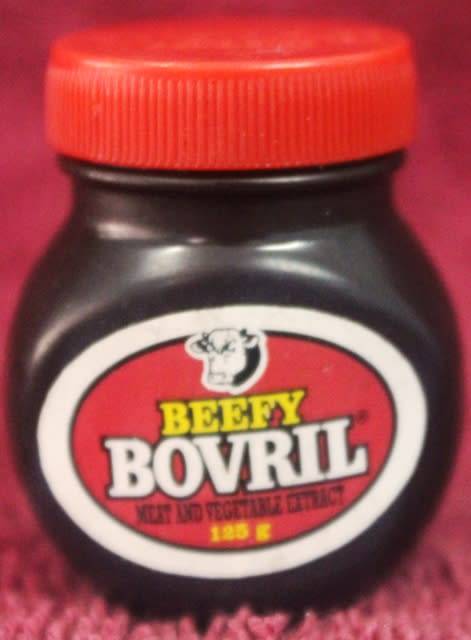 BEEFY
BOVRIL®
MEAT AND VEGETABLE EXTRACT
125 g